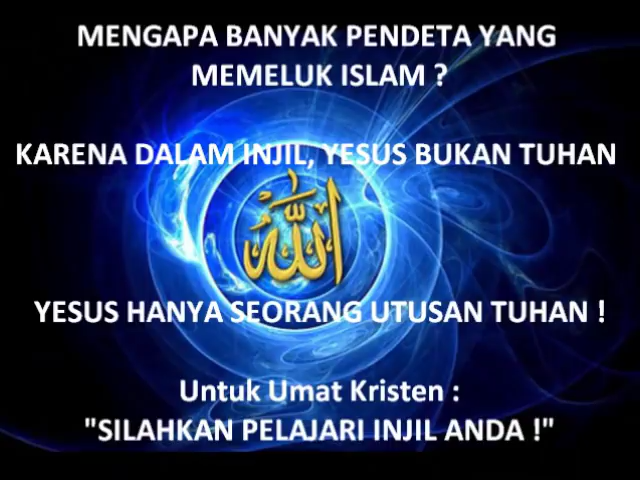 MENGAPA BANYAK PENDETA YANG
MEMELUK ISLAM ?
KARENA DALAM INJIL, YESUS BUKAN TUHAN
الله
YESUS HANYA SEORANG UTUSAN TUHAN !
Untuk Umat Kristen :
"SILAHKAN PELAJARI INJIL ANDA !"